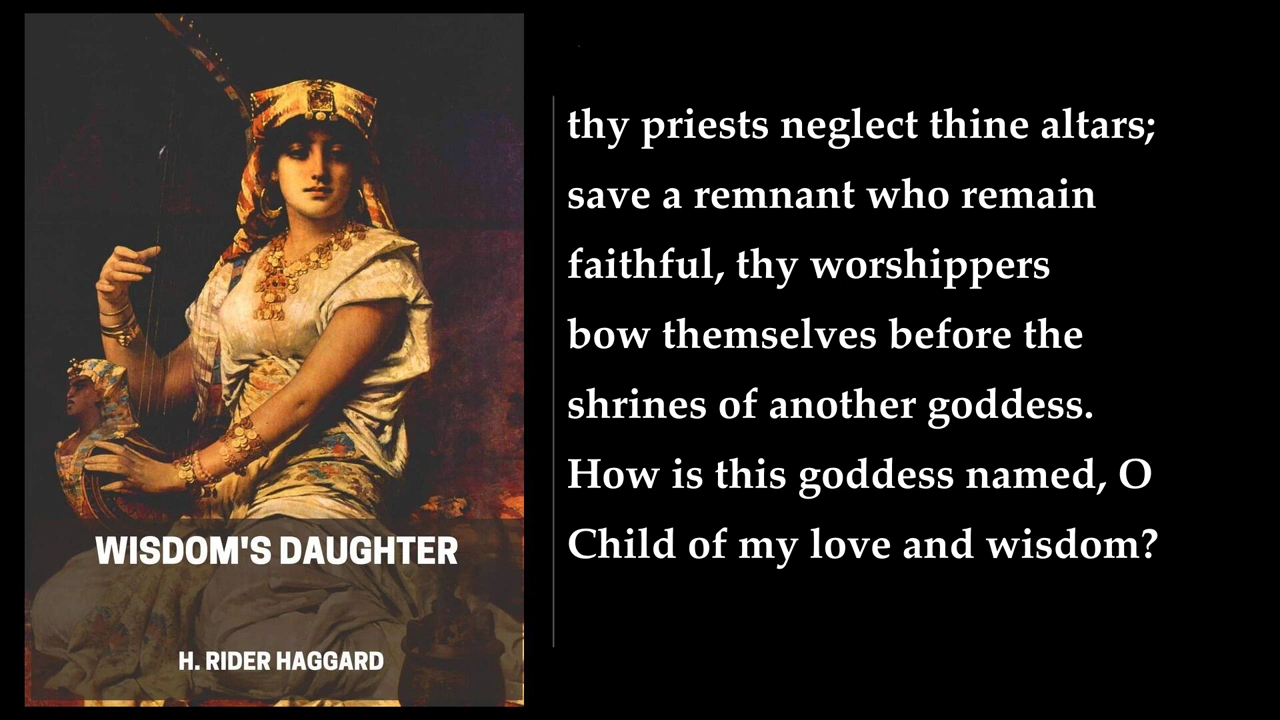 WISDOM'S DAUGHTER
H. RIDER HAGGARD
thy priests neglect thine altars;
save a remnant who remain
faithful, thy worshippers
bow themselves before the
shrines of another goddess.
How is this goddess named, O
Child of my love and wisdom?